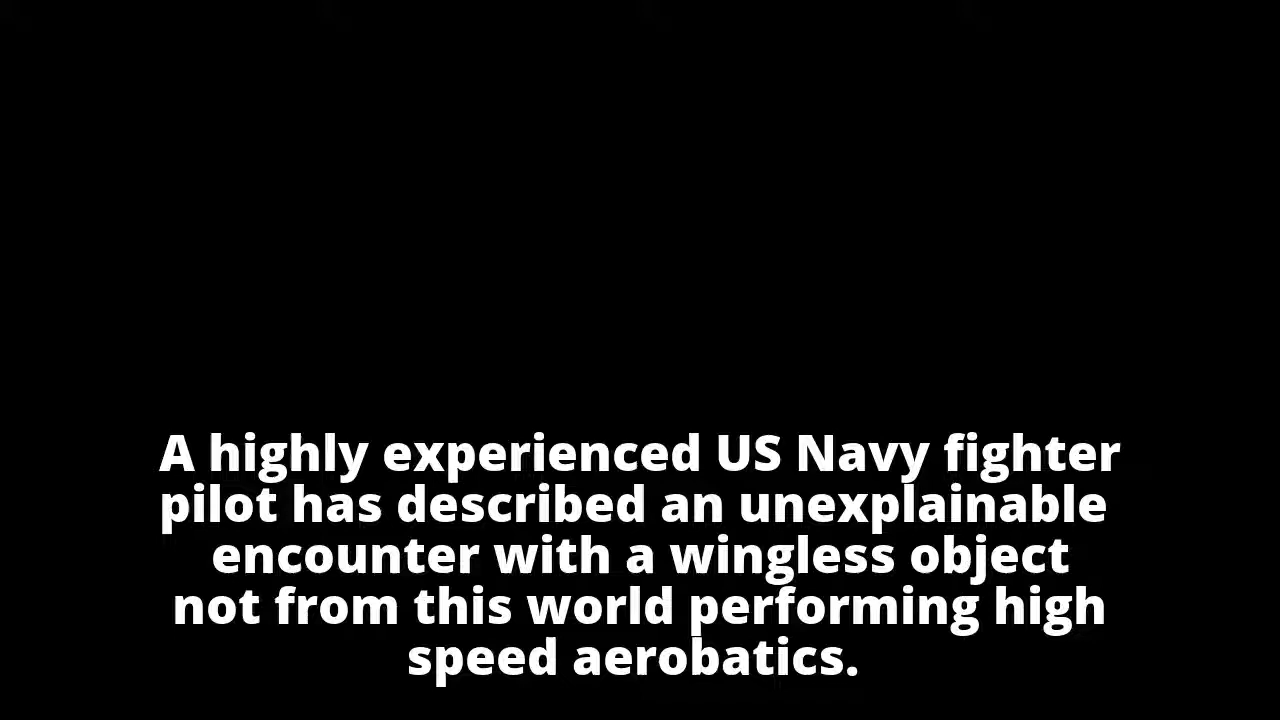 A highly experienced US Navy fighter
pilot has described an unexplainable
encounter with a wingless object
not from this world performing high
speed aerobatics.